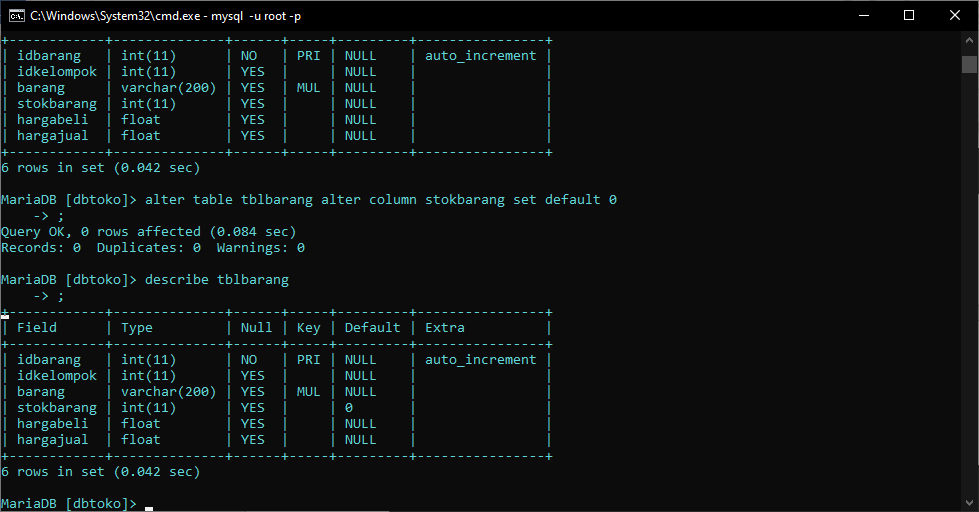 C:\Windows\System32\cmd.exe - mysql  -u root -p
+------------+--------------+------+-----+---------+----------------+
| idbarang   | int(11)      | NO   | PRI | NULL    | auto_increment |
| idkelompok | int(11)      | YES  |     | NULL    |                |
| barang     | varchar(200) | YES  | MUL | NULL    |                |
| stokbarang | int(11)      | YES  |     | NULL    |                |
| hargabeli  | float        | YES  |     | NULL    |                |
| hargajual  | float        | YES  |     | NULL    |                |
+------------+--------------+------+-----+---------+----------------+
6 rows in set (0.042 sec)
MariaDB [dbtoko]> alter table tblbarang alter column stokbarang set default 0
    -> ;
Query OK, 0 rows affected (0.084 sec)
Records: 0  Duplicates: 0  Warnings: 0
MariaDB [dbtoko]> describe tblbarang
    -> ;
+------------+--------------+------+-----+---------+----------------+
| Field      | Type         | Null | Key | Default | Extra          |
+------------+--------------+------+-----+---------+----------------+
| idbarang   | int(11)      | NO   | PRI | NULL    | auto_increment |
| idkelompok | int(11)      | YES  |     | NULL    |                |
| barang     | varchar(200) | YES  | MUL | NULL    |                |
| stokbarang | int(11)      | YES  |     | 0       |                |
| hargabeli  | float        | YES  |     | NULL    |                |
| hargajual  | float        | YES  |     | NULL    |                |
+------------+--------------+------+-----+---------+----------------+
6 rows in set (0.042 sec)
MariaDB [dbtoko]>